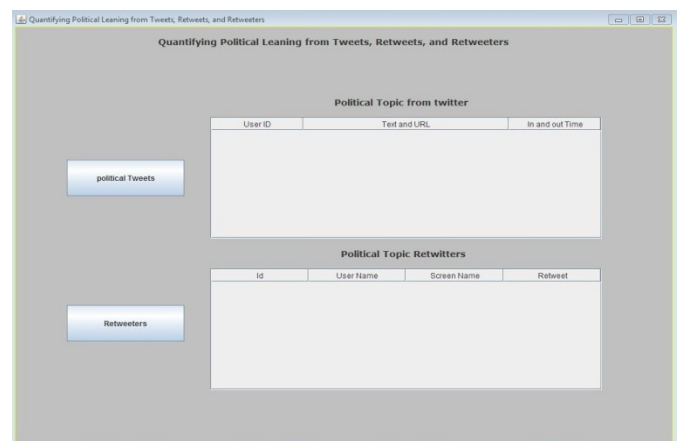 Quantifying Political Leaning from Tweets, Retweets, and Retweeters
Quantifying Political Leaning from Tweets, Retweets, and Retweeters
Political Topic from twitter
User ID Text and URL In and out Time
political Tweets
Political Topic Retwitters
Id User Name Screen Name Retweet
Retweeters